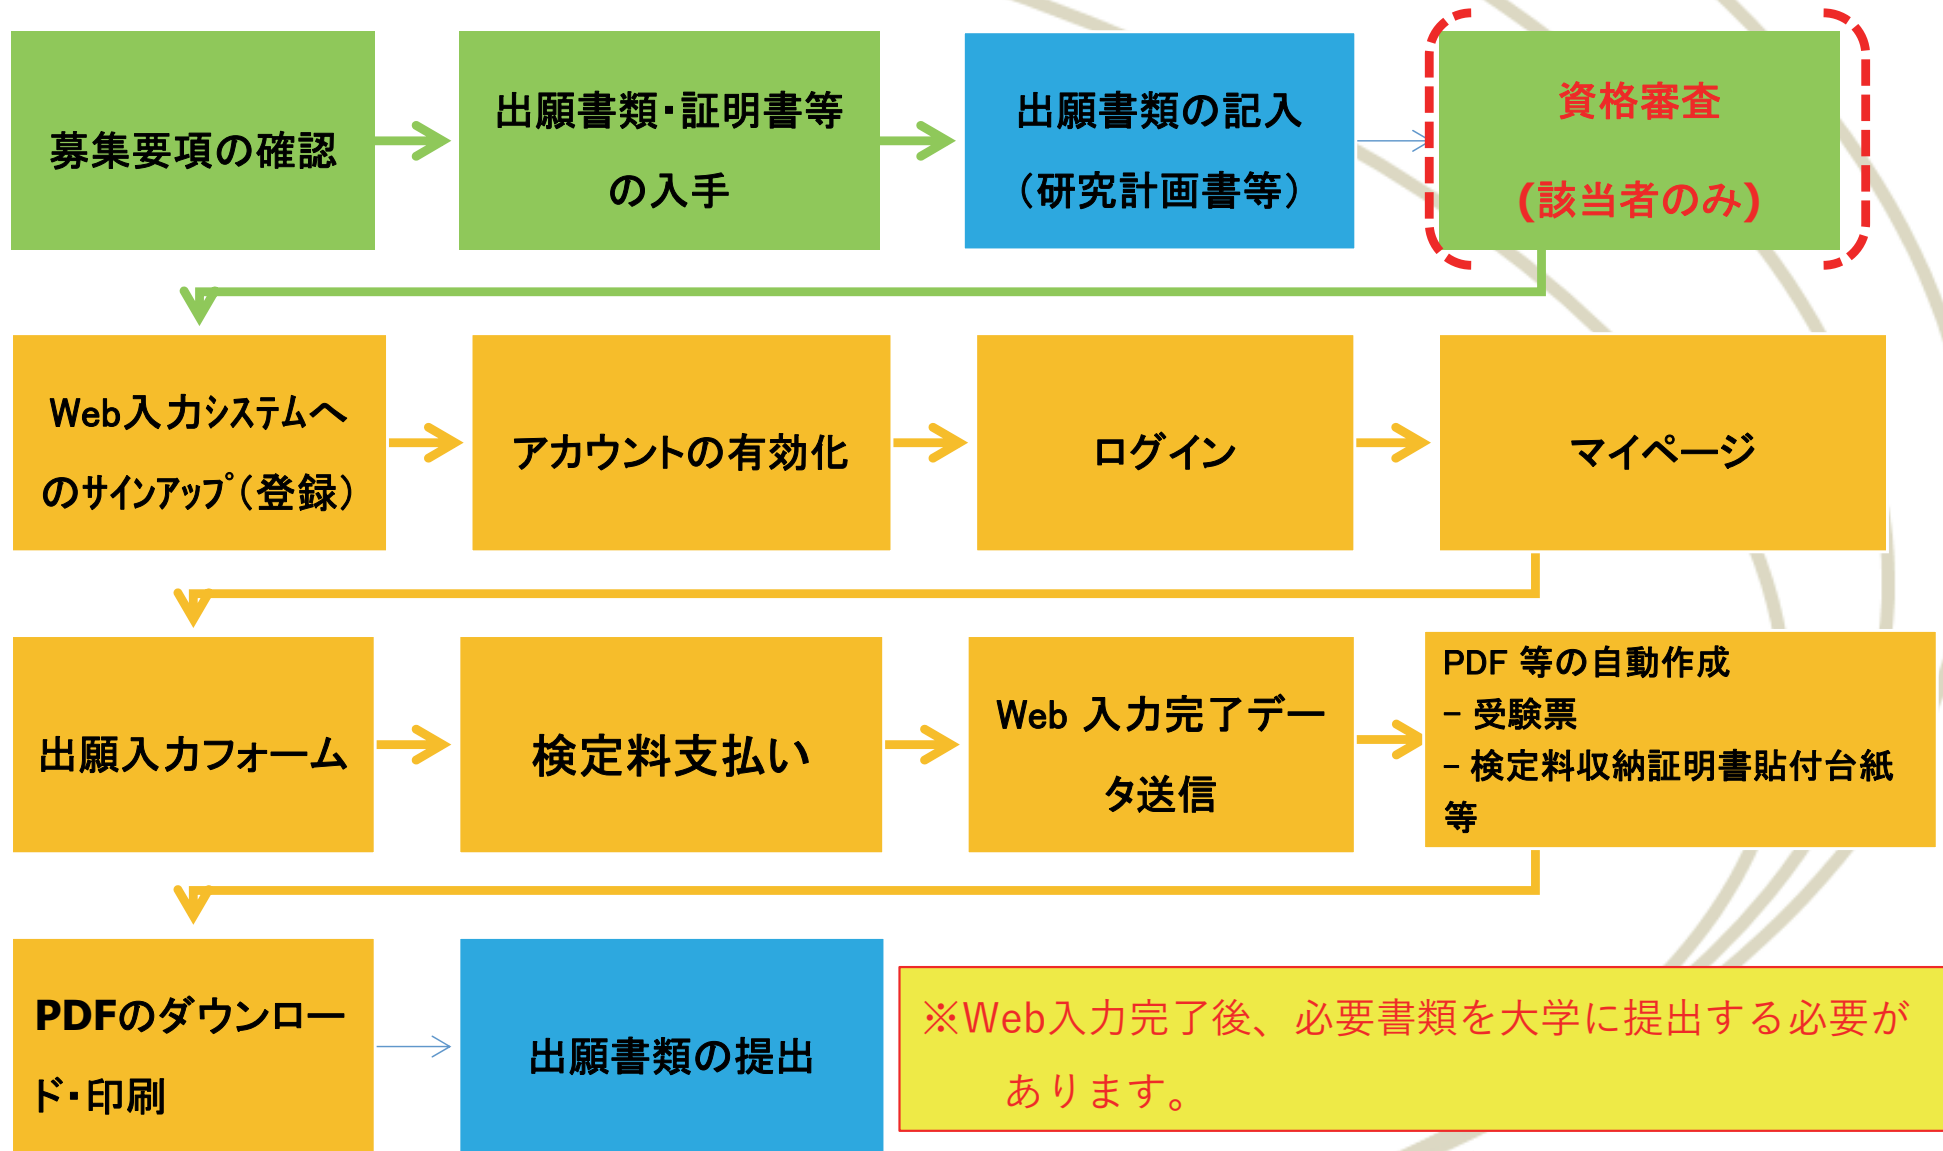 募集要項の確認
出願書類・証明書等
の入手
出願書類の記入
（研究計画書等）
資格審査
(該当者のみ)
Web入力ｼｽﾃﾑへ
のｻｲﾝｱｯﾌﾟ（登録）
アカウントの有効化
ログイン
マイページ
出願入力フォーム
検定料支払い
Web 入力完了デー
タ送信
PDF 等の自動作成
– 受験票
– 検定料収納証明書貼付台紙
等
PDFのダウンロー
ド・印刷
出願書類の提出
※Web入力完了後、必要書類を大学に提出する必要が
あります。